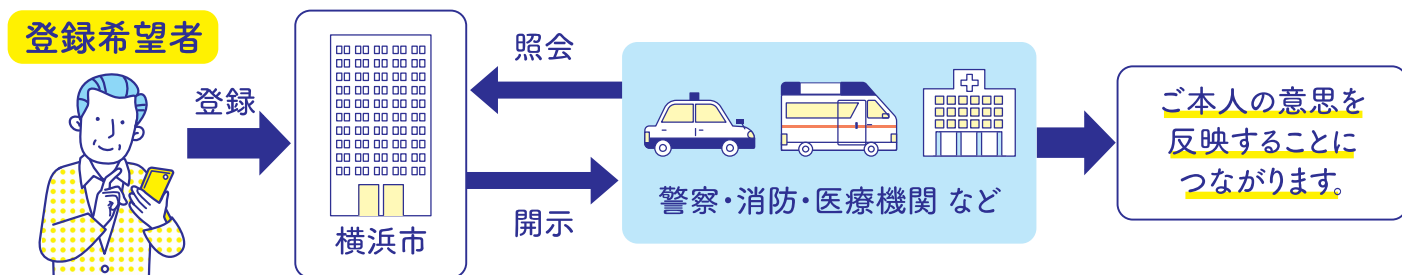 登録希望者
登録
横浜市
照会
開示
警察・消防・医療機関 など
ご本人の意思を
反映することに
つながります。